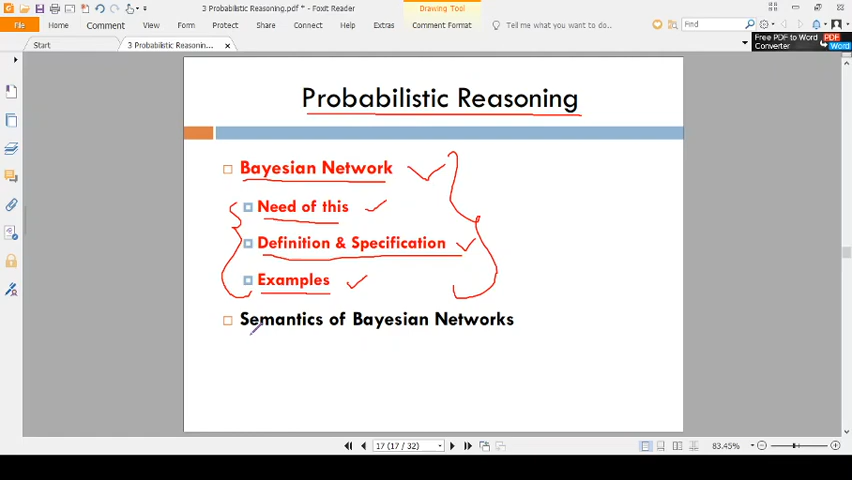 3 Probabilistic Reasoning.pdf * - Foxit Reader
Drawing Tool
File
Home
Comment
View
Form
Protect
Share
Connect
Help
Extras
Comment Format
Tell me what you want to do...
Find
Start
3 Probabilistic Reasonin...
Free PDF to Word
Converter
PDF
Word
Probabilistic Reasoning
Bayesian Network
Need of this
Definition & Specification
Examples
Semantics of Bayesian Networks
17 (17 / 32)
83.45%